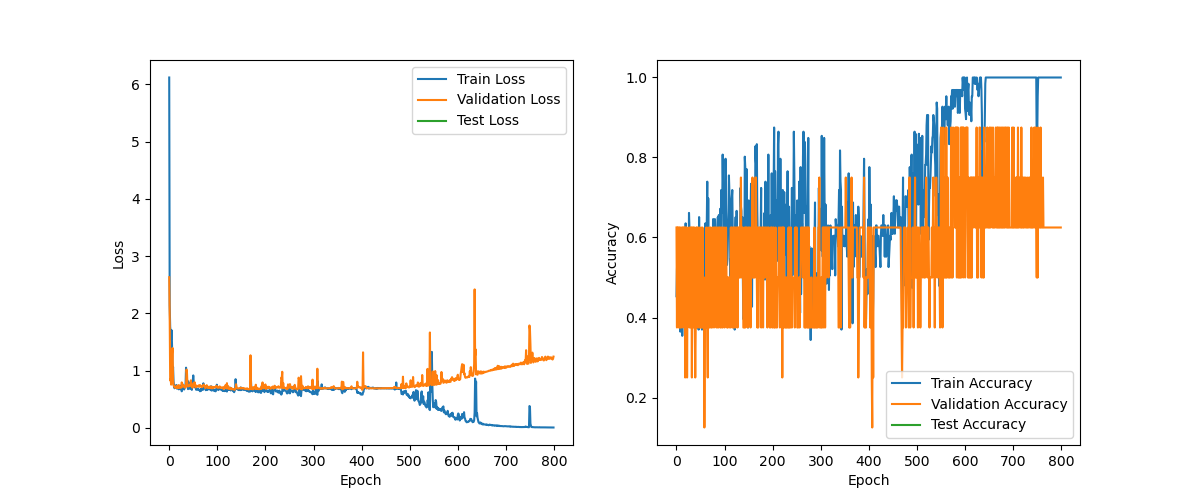 6
5
4
3
2
1
0
Loss
0 100 200 300 400 500 600 700 800
Epoch
Train Loss
Validation Loss
Test Loss
1.0
0.8
0.6
0.4
0.2
Accuracy
0 100 200 300 400 500 600 700 800
Epoch
Train Accuracy
Validation Accuracy
Test Accuracy